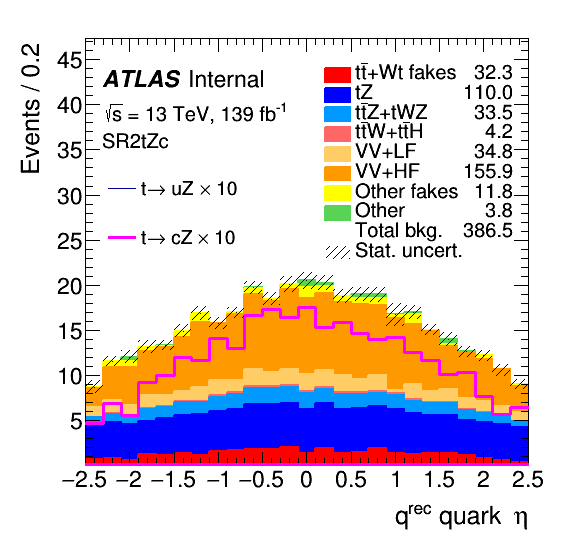 Events / 0.2
45
40
35
30
25
20
15
10
5
ATLAS Internal
√s = 13 TeV, 139 fb⁻¹
SR2tZc
t→ uZ × 10
t→ cZ × 10
tt̄+Wt fakes 32.3
tZ 110.0
tt̄Z+tWZ 33.5
tt̄W+tt̄H 4.2
VV+LF 34.8
VV+HF 155.9
Other fakes 11.8
Other 3.8
Total bkg. 386.5
Stat. uncert.
−2.5 −2 −1.5 −1 −0.5 0 0.5 1 1.5 2 2.5
qʳᵉᶜ quark η